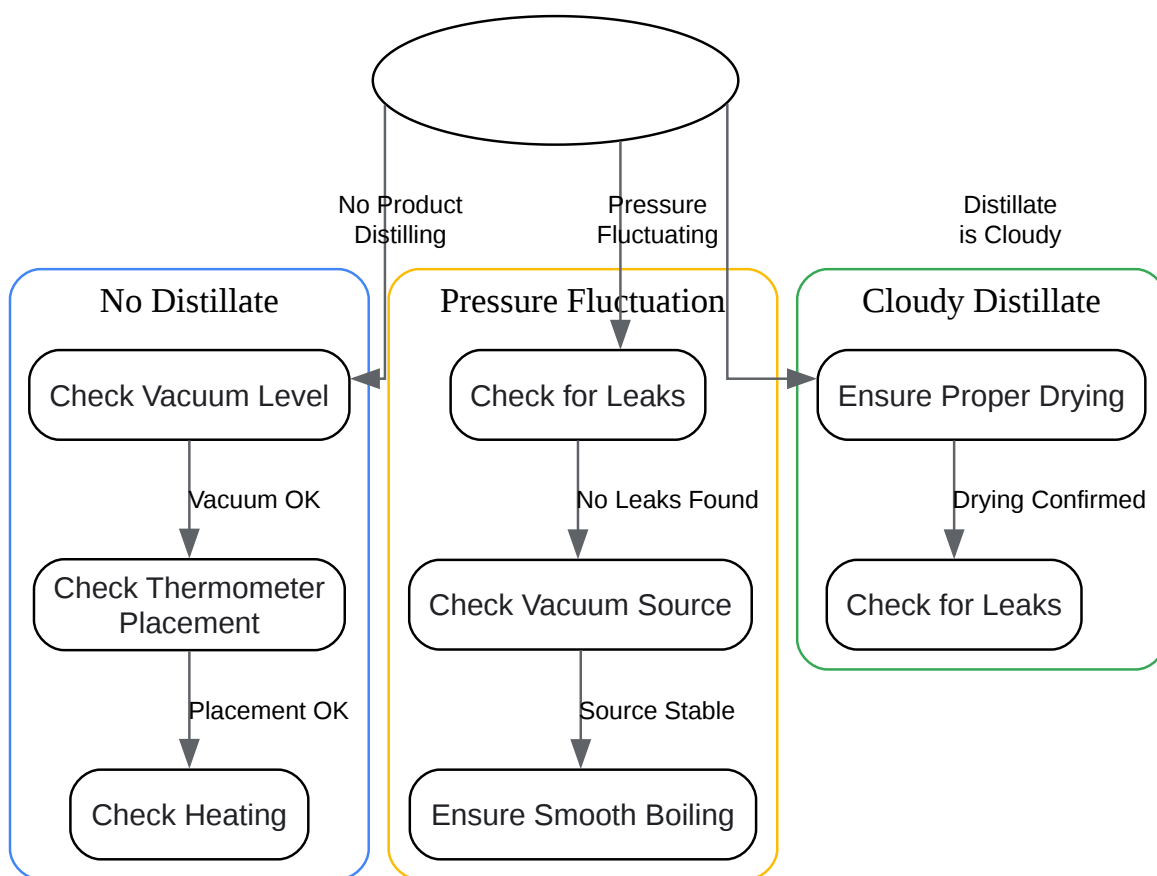 No Product
Distilling
Pressure
Fluctuating
Distillate
is Cloudy
No Distillate
Check Vacuum Level
Vacuum OK
Check Thermometer
Placement
Placement OK
Check Heating
Pressure Fluctuation
Check for Leaks
No Leaks Found
Check Vacuum Source
Source Stable
Ensure Smooth Boiling
Cloudy Distillate
Ensure Proper Drying
Drying Confirmed
Check for Leaks